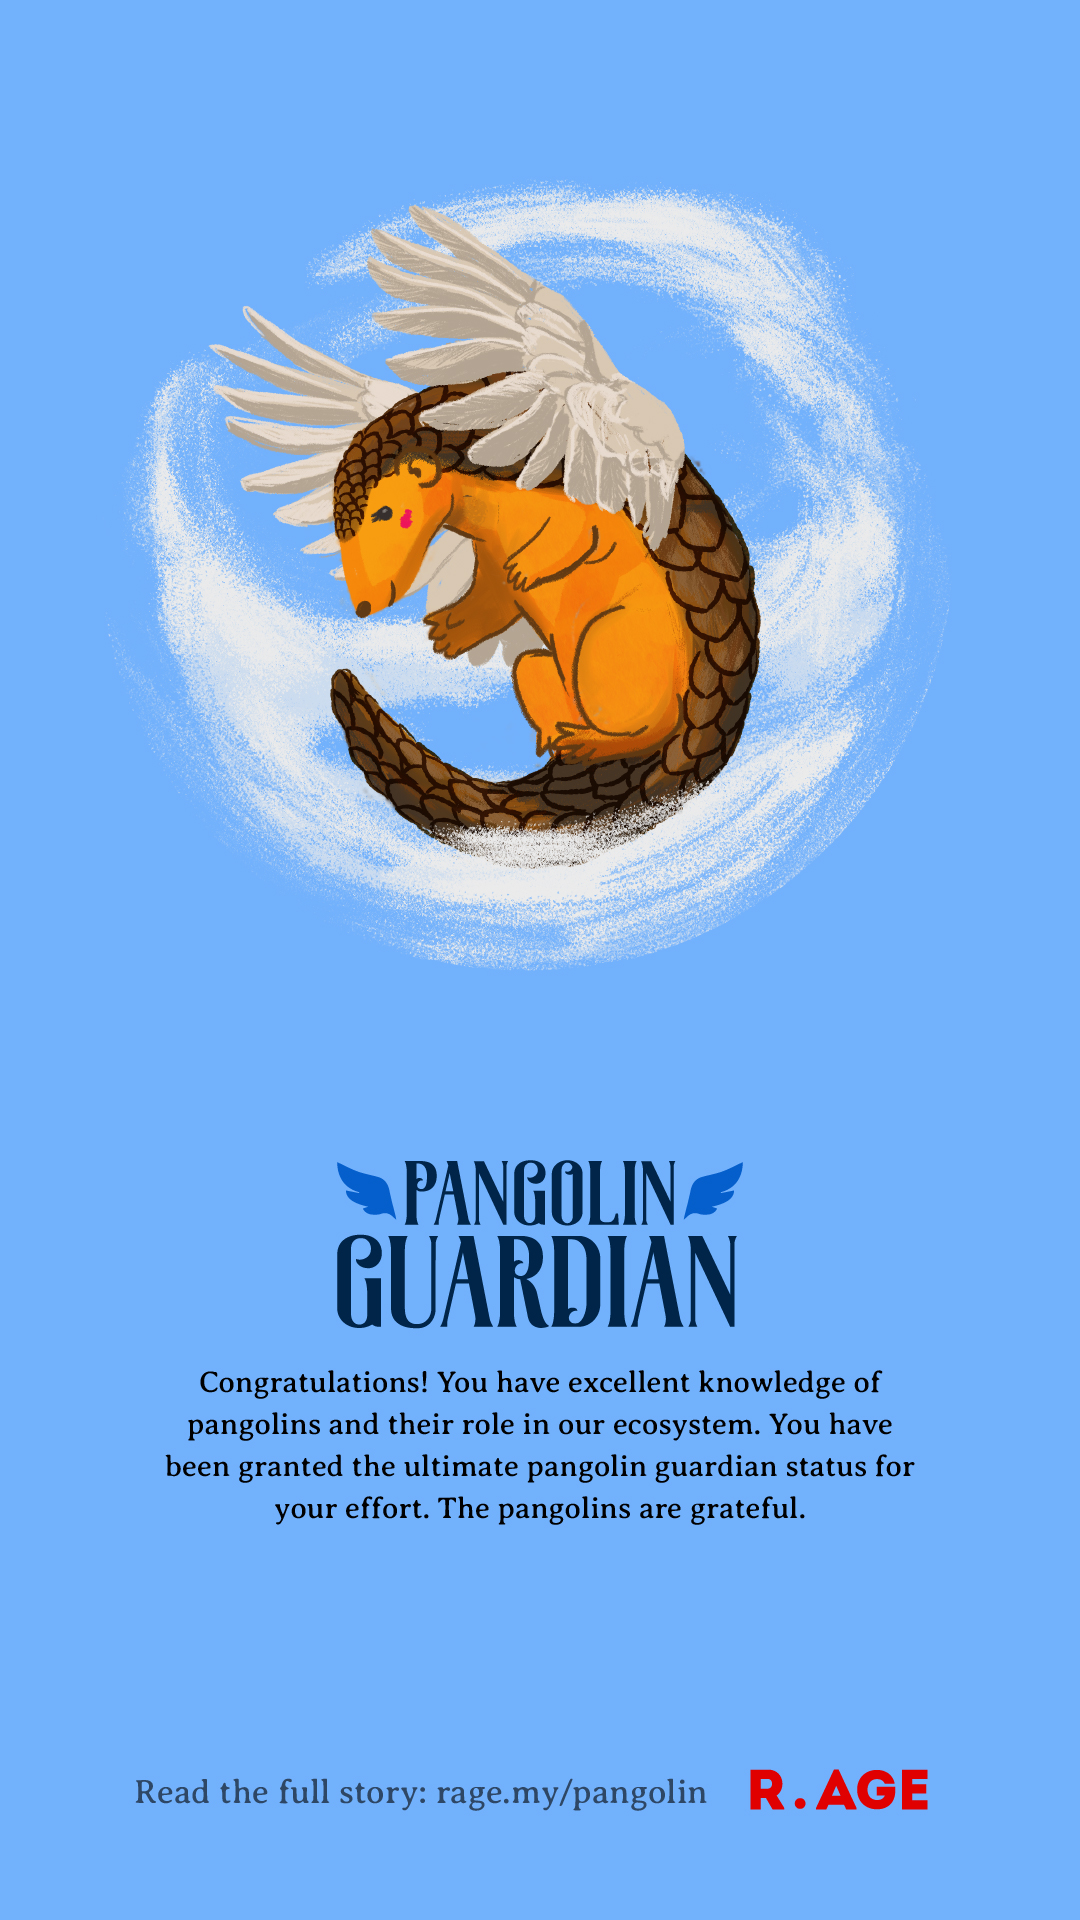 PANGOLIN
GUARDIAN
Congratulations! You have excellent knowledge of
pangolins and their role in our ecosystem. You have
been granted the ultimate pangolin guardian status for
your effort. The pangolins are grateful.
Read the full story: rage.my/pangolin R.AGE